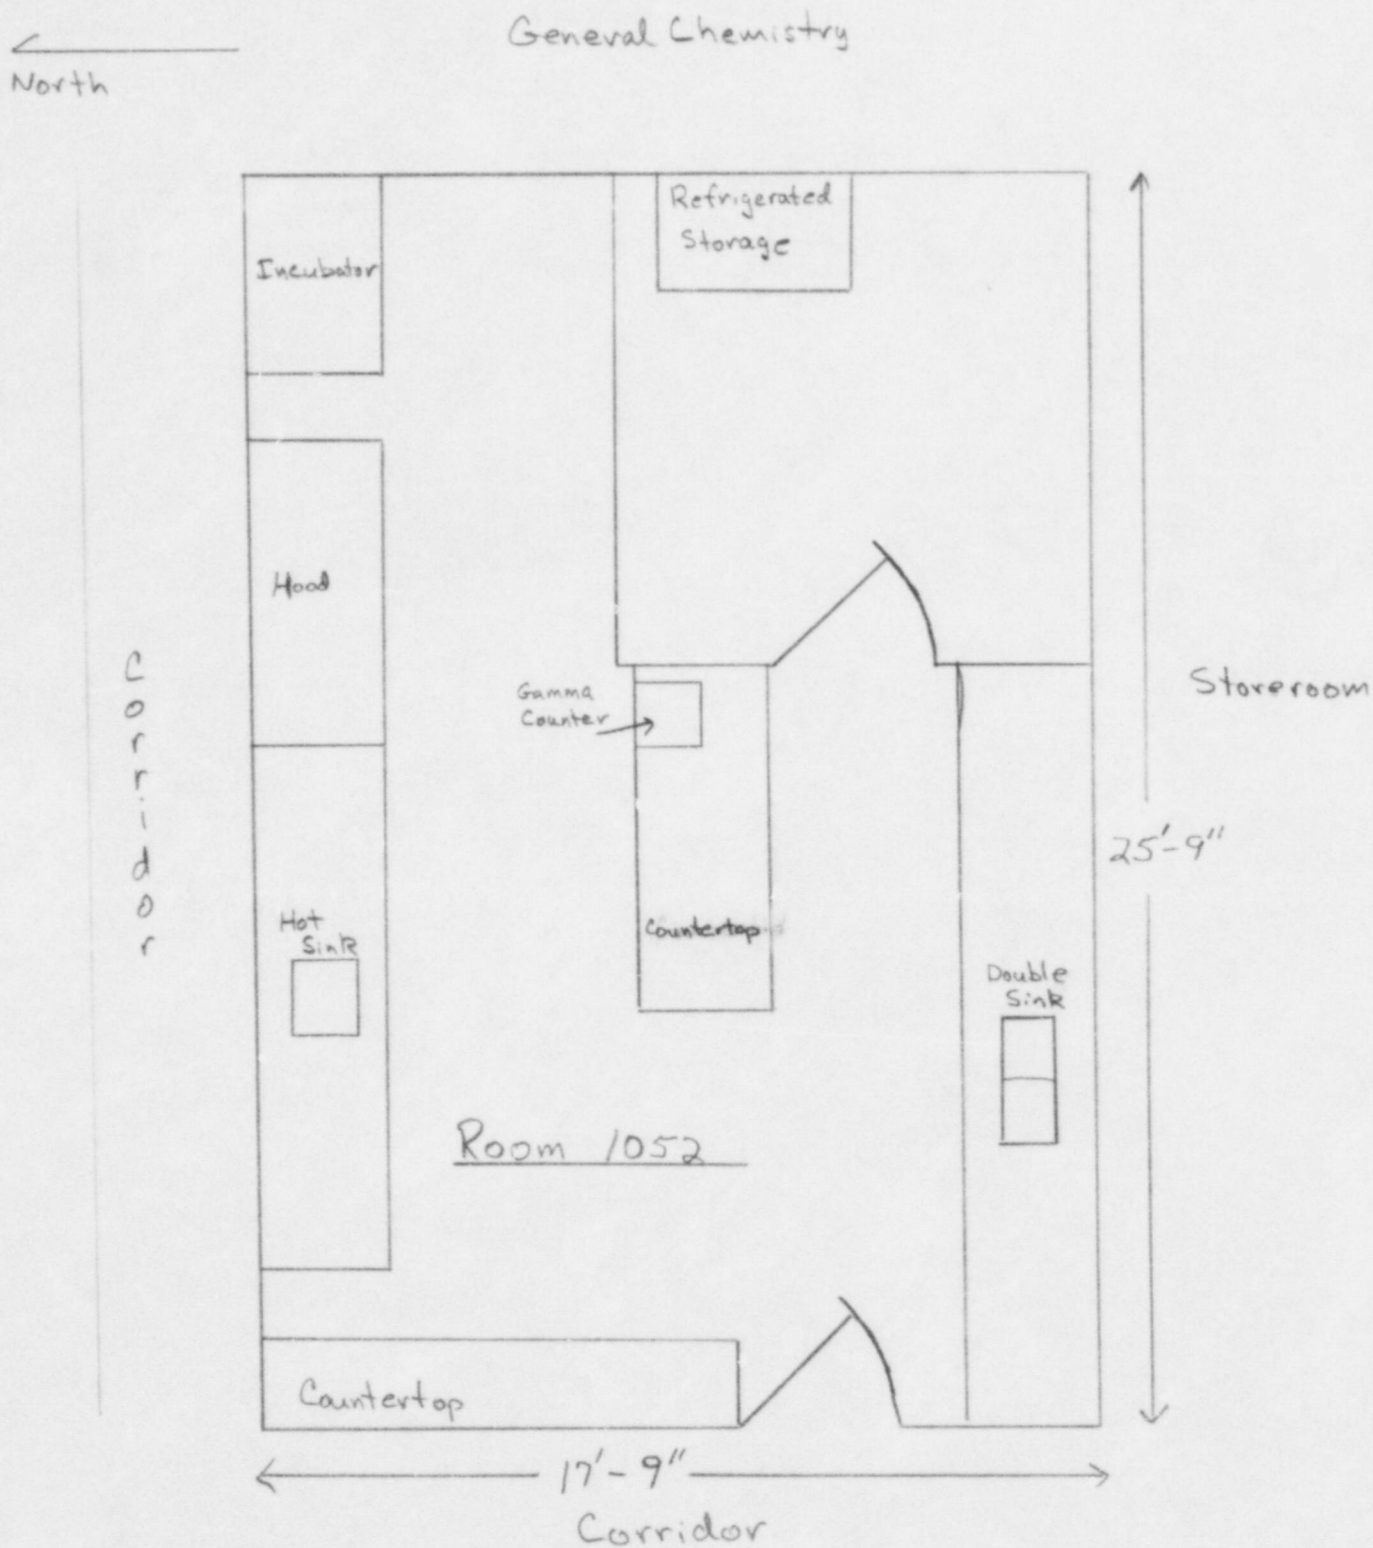 General Chemistry
North
Refrigerated
Storage
Incubator
Hood
Corridor
Gamma
Counter
Storeroom
25'-9"
Hot
Sink
Countertop
Double
Sink
Room 1052
Countertop
17'-9"
Corridor